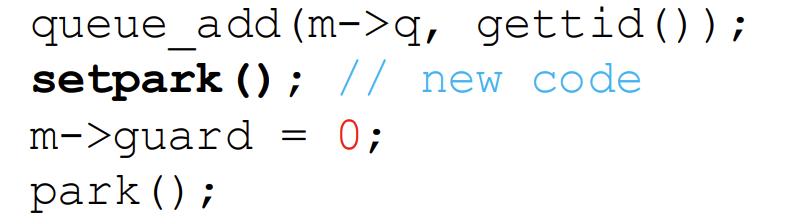 queue_add(m->q, gettid());
setpark(); // new code
m->guard = 0;
park();